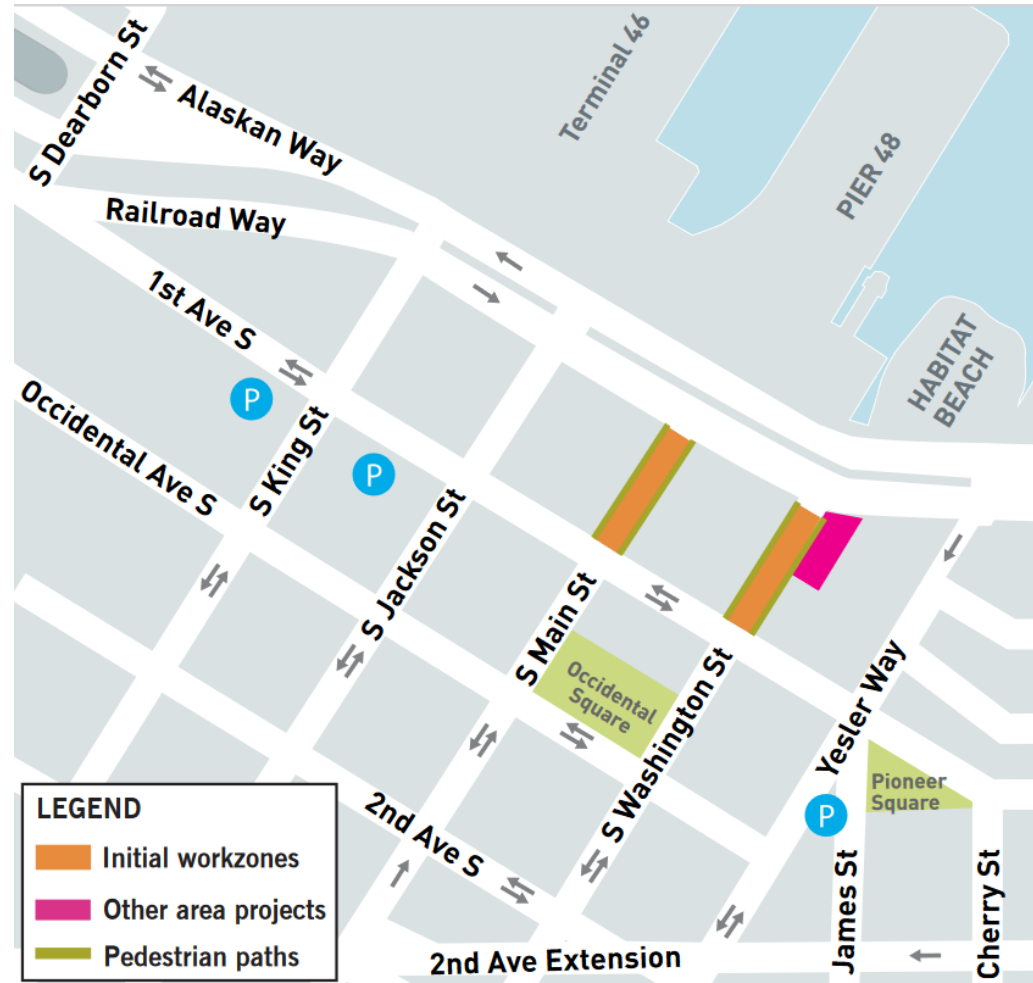 S Dearborn St
Alaskan Way
Terminal 46
PIER 48
Railroad Way
1st Ave S
HABITAT
BEACH
P
Occidental Ave S
S King St
P
S Jackson St
S Main St
Occidental
Square
S Washington St
Yesler Way
Pioneer
Square
P
2nd Ave S
LEGEND
Initial workzones
Other area projects
Pedestrian paths
2nd Ave Extension
James St
Cherry St